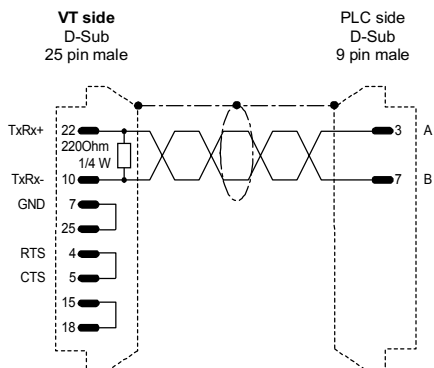 VT side
D-Sub
25 pin male
PLC side
D-Sub
9 pin male
TxRx+ 22
220Ohm
1/4 W
TxRx- 10
GND 7
25
RTS 4
CTS 5
15
18
3 A
7 B